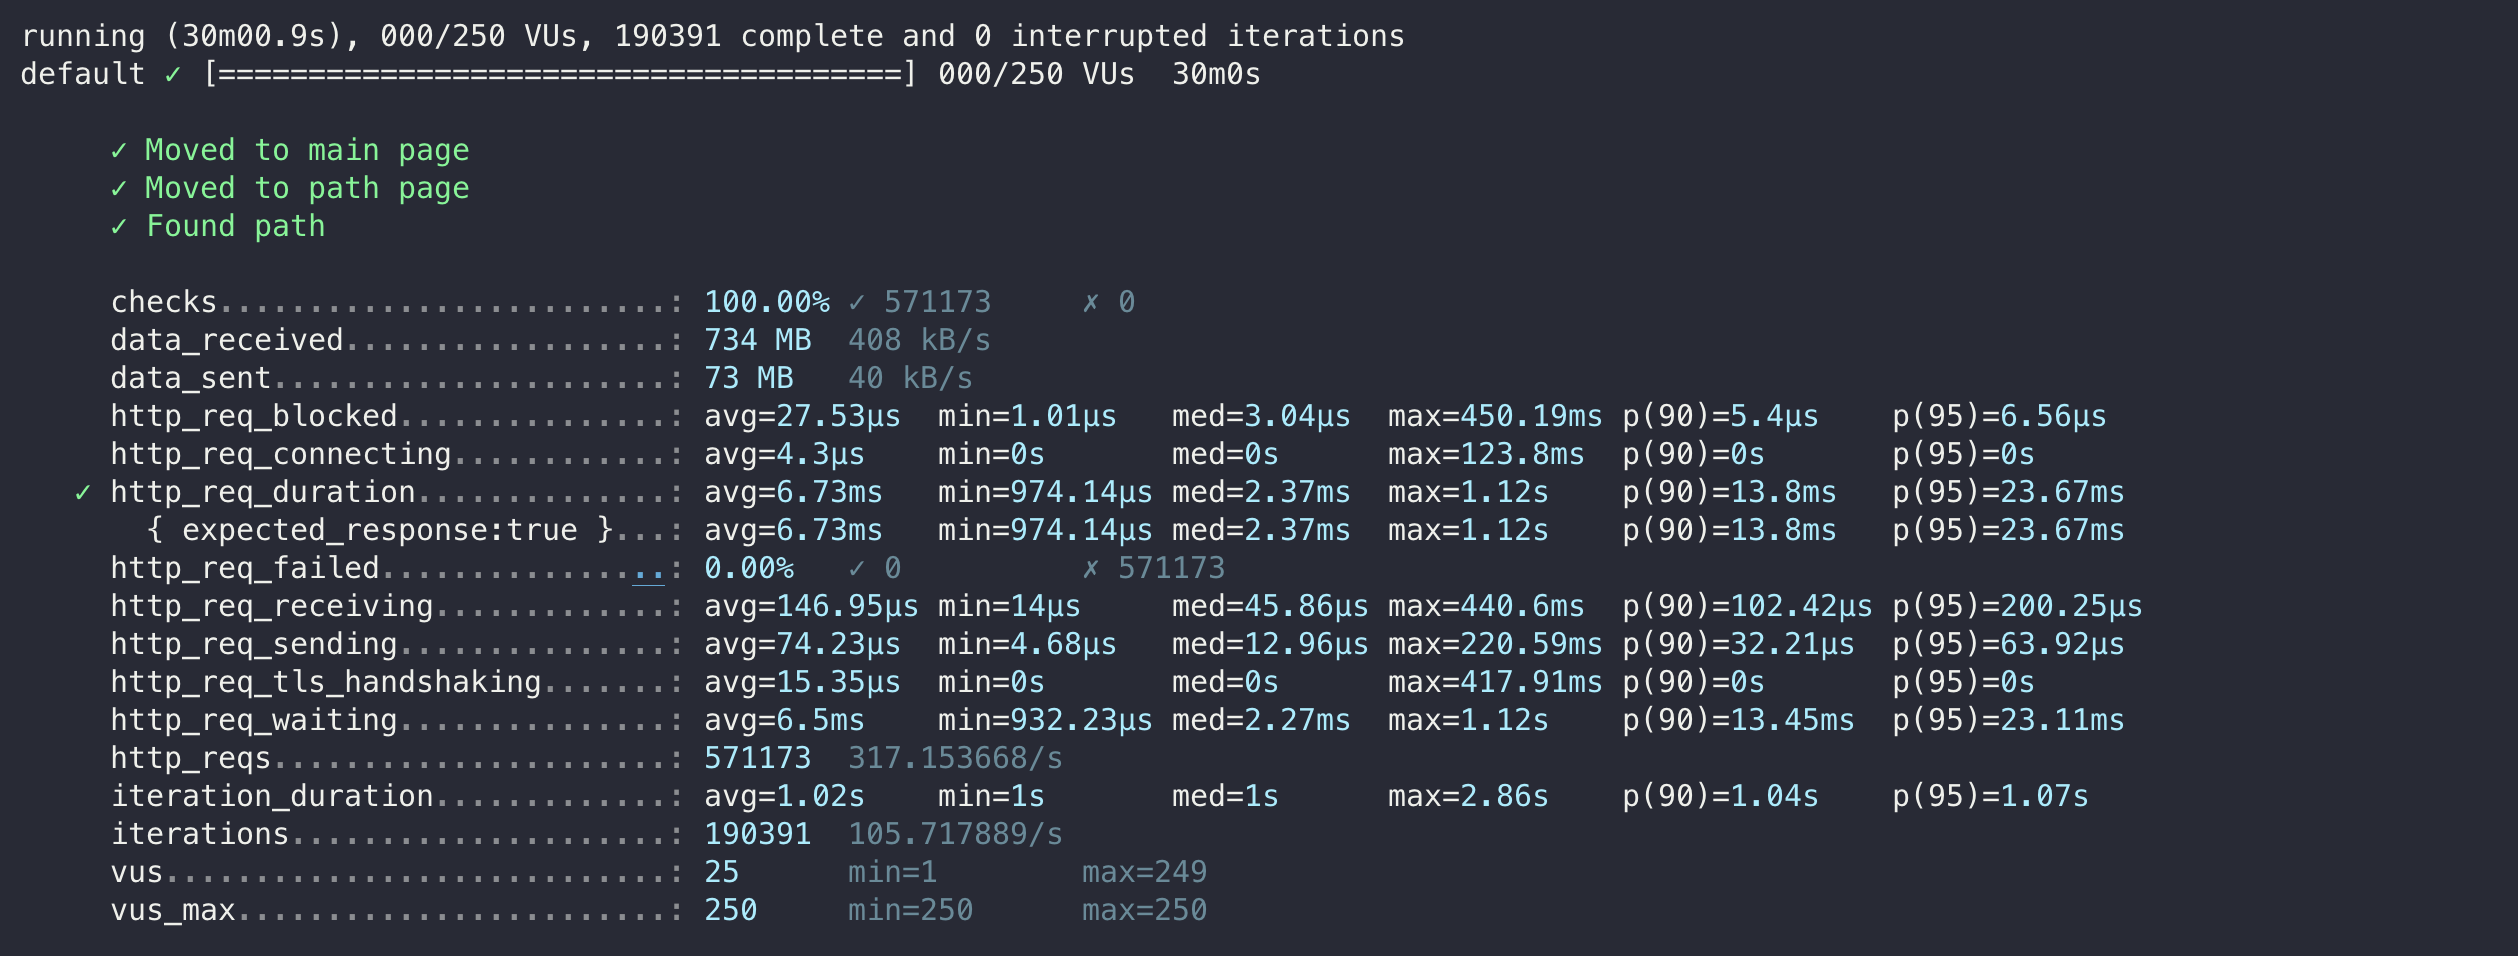 running (30m00.9s), 000/250 VUs, 190391 complete and 0 interrupted iterations
default ✓ [======================================] 000/250 VUs  30m0s
✓ Moved to main page
✓ Moved to path page
✓ Found path
checks.........................: 100.00% ✓ 571173     ✗ 0
data_received..................: 734 MB  408 kB/s
data_sent......................: 73 MB   40 kB/s
http_req_blocked...............: avg=27.53µs  min=1.01µs   med=3.04µs  max=450.19ms p(90)=5.4µs    p(95)=6.56µs
http_req_connecting............: avg=4.3µs    min=0s       med=0s      max=123.8ms  p(90)=0s       p(95)=0s
✓ http_req_duration..............: avg=6.73ms   min=974.14µs med=2.37ms  max=1.12s    p(90)=13.8ms   p(95)=23.67ms
{ expected_response:true }...: avg=6.73ms   min=974.14µs med=2.37ms  max=1.12s    p(90)=13.8ms   p(95)=23.67ms
http_req_failed................: 0.00%   ✓ 0          ✗ 571173
http_req_receiving.............: avg=146.95µs min=14µs     med=45.86µs max=440.6ms  p(90)=102.42µs p(95)=200.25µs
http_req_sending...............: avg=74.23µs  min=4.68µs   med=12.96µs max=220.59ms p(90)=32.21µs  p(95)=63.92µs
http_req_tls_handshaking.......: avg=15.35µs  min=0s       med=0s      max=417.91ms p(90)=0s       p(95)=0s
http_req_waiting...............: avg=6.5ms    min=932.23µs med=2.27ms  max=1.12s    p(90)=13.45ms  p(95)=23.11ms
http_reqs......................: 571173  317.153668/s
iteration_duration.............: avg=1.02s    min=1s       med=1s      max=2.86s    p(90)=1.04s    p(95)=1.07s
iterations.....................: 190391  105.717889/s
vus............................: 25      min=1        max=249
vus_max........................: 250     min=250      max=250